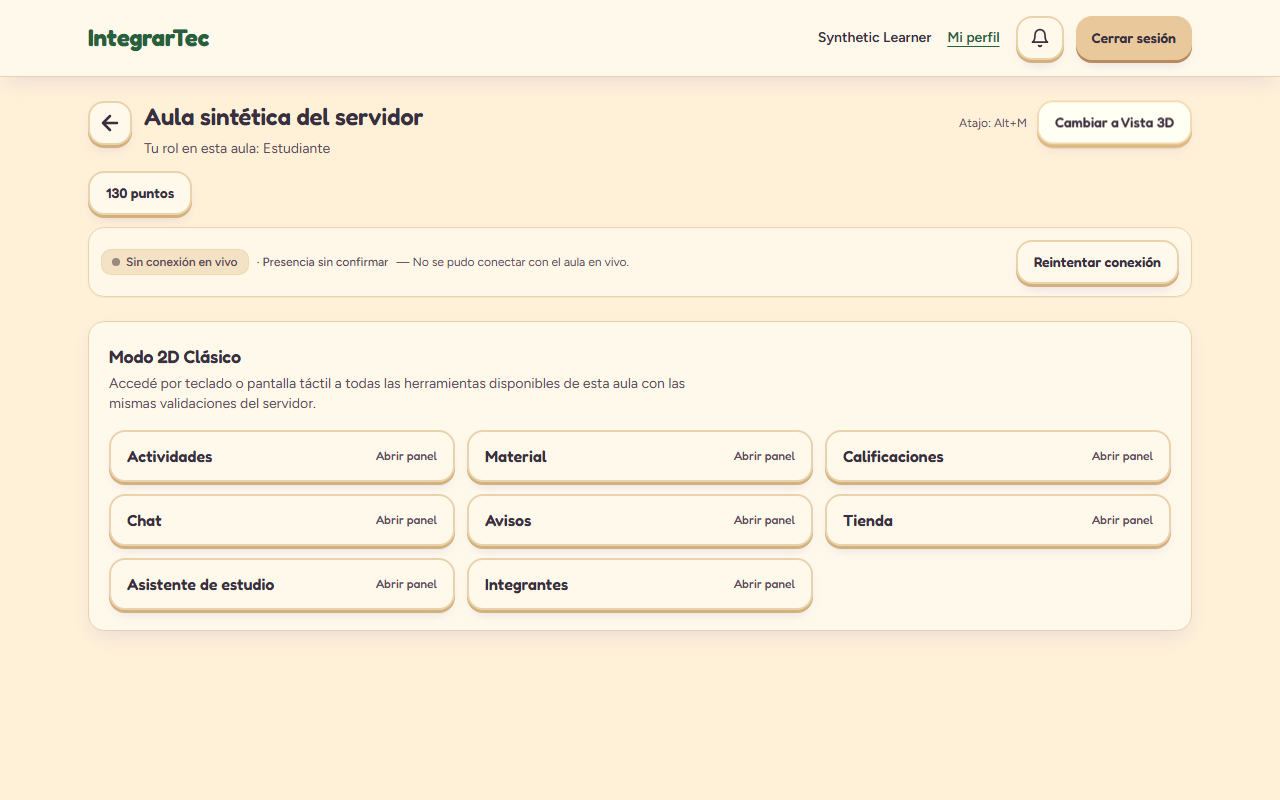 IntegrarTec
Synthetic Learner
Mi perfil
Cerrar sesión
Aula sintética del servidor
Tu rol en esta aula: Estudiante
Atajo: Alt+M
Cambiar a Vista 3D
130 puntos
Sin conexión en vivo · Presencia sin confirmar — No se pudo conectar con el aula en vivo.
Reintentar conexión
Modo 2D Clásico
Accedé por teclado o pantalla táctil a todas las herramientas disponibles de esta aula con las
mismas validaciones del servidor.
Actividades Abrir panel
Material Abrir panel
Calificaciones Abrir panel
Chat Abrir panel
Avisos Abrir panel
Tienda Abrir panel
Asistente de estudio Abrir panel
Integrantes Abrir panel